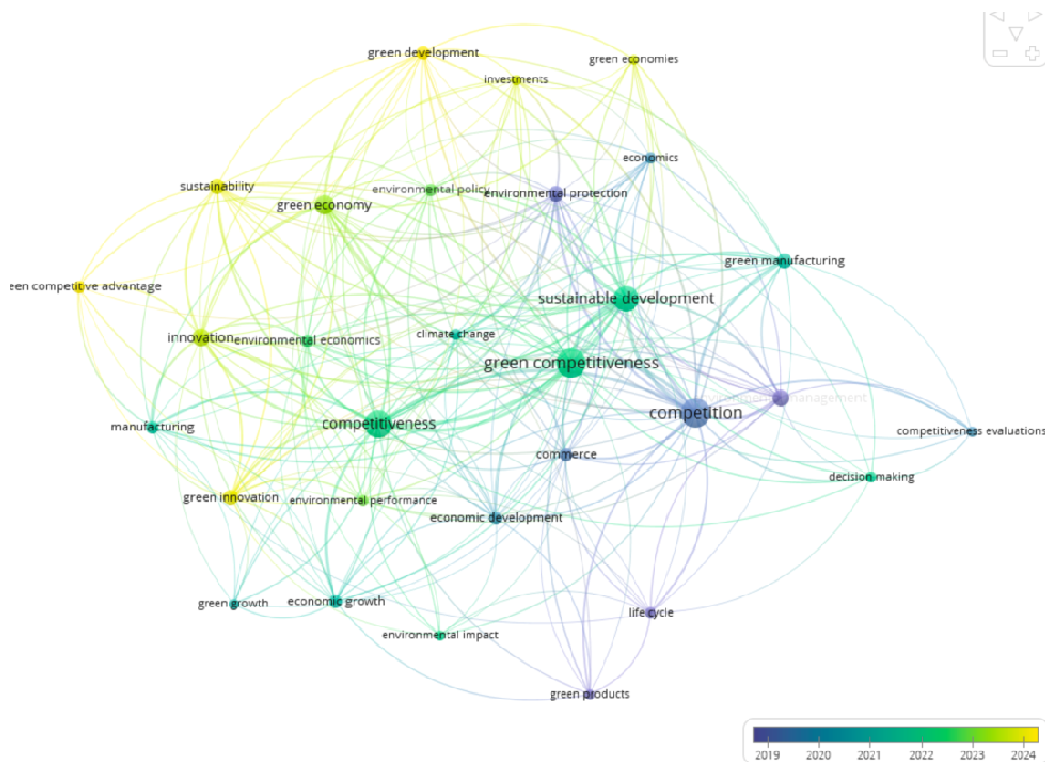 green development
green economies
investments
economics
sustainability
environmental policy
environmental protection
green economy
green manufacturing
een competitive advantage
sustainable development
climate change
innovation
environmental economics
green competitiveness
management
competition
manufacturing
competitiveness
competitiveness evaluations
commerce
decision making
green innovation
environmental performance
economic development
green growth
economic growth
life cycle
environmental impact
green products
2019 2020 2021 2022 2023 2024